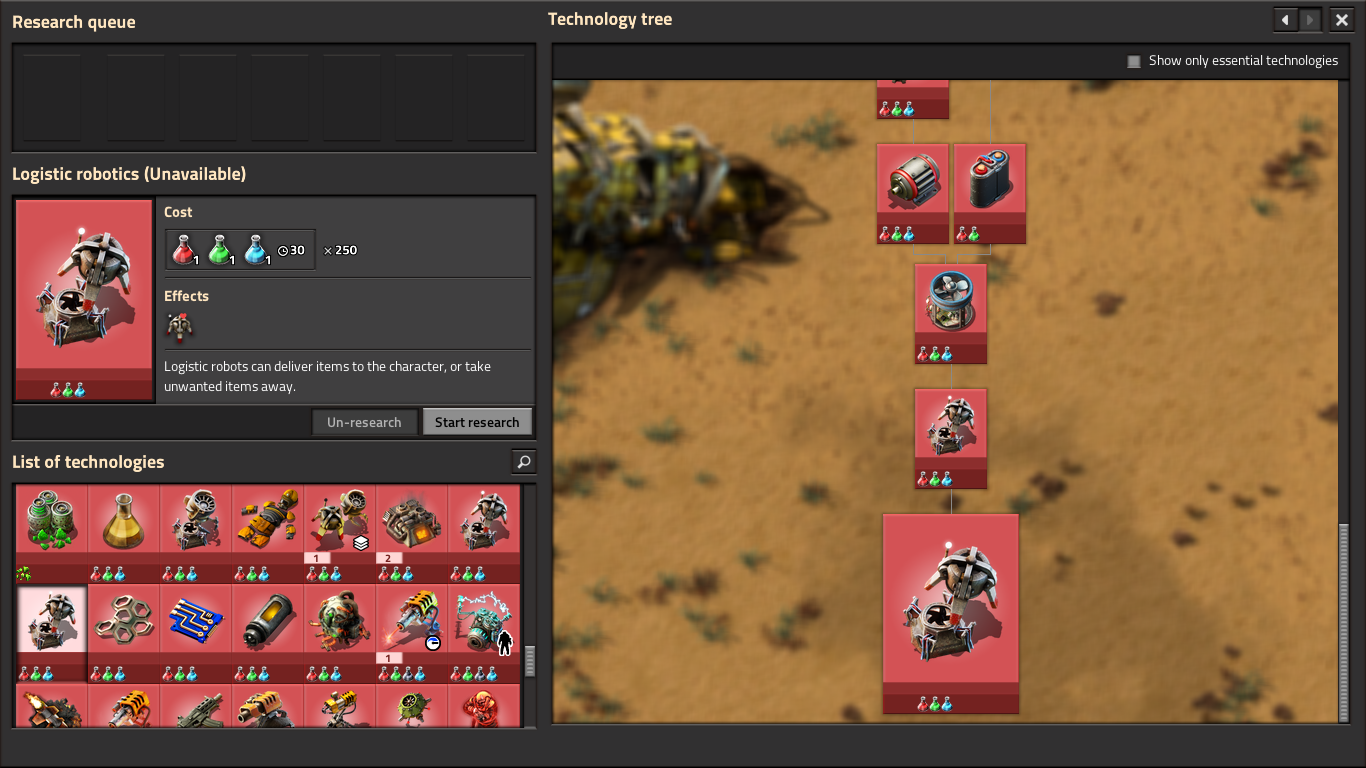 Research queue
Technology tree
Show only essential technologies
Logistic robotics (Unavailable)
Cost
1 1 1 30 × 250
Effects
Logistic robots can deliver items to the character, or take
unwanted items away.
Un-research
Start research
List of technologies
1 2
1